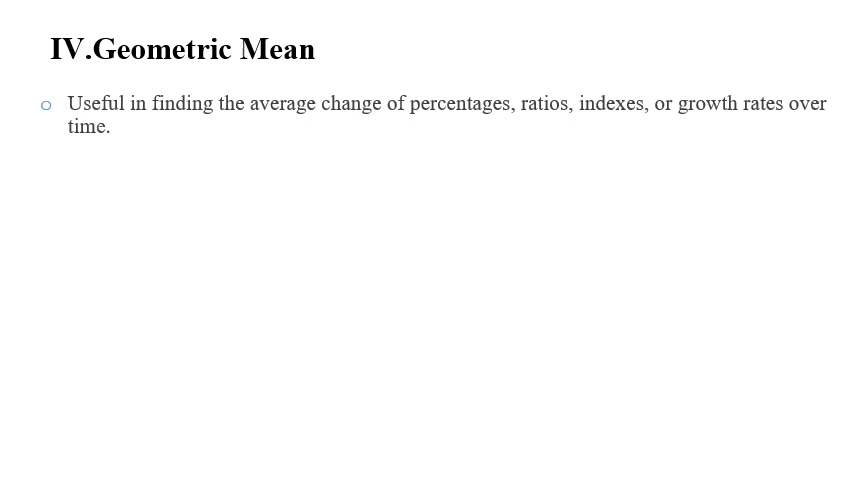 IV.Geometric Mean
o Useful in finding the average change of percentages, ratios, indexes, or growth rates over
time.